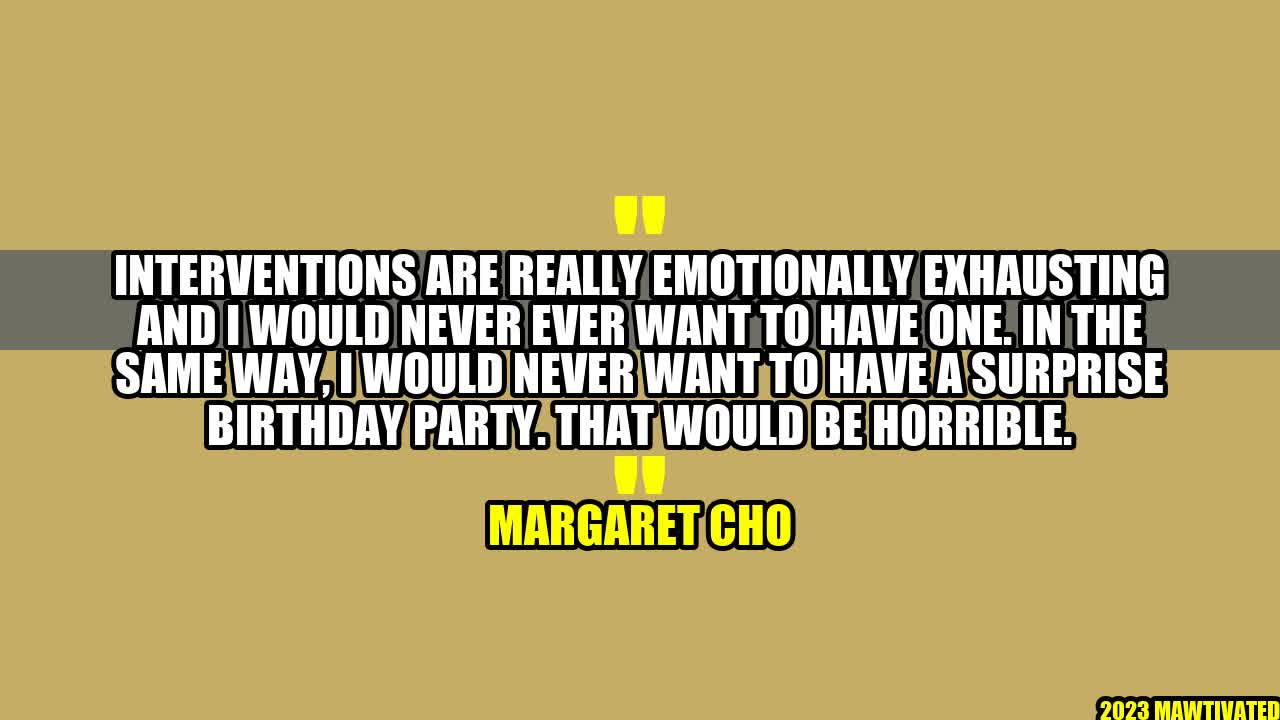 "
INTERVENTIONS ARE REALLY EMOTIONALLY EXHAUSTING
AND I WOULD NEVER EVER WANT TO HAVE ONE. IN THE
SAME WAY, I WOULD NEVER WANT TO HAVE A SURPRISE
BIRTHDAY PARTY. THAT WOULD BE HORRIBLE.
"
MARGARET CHO
2023 MAWTIVATED